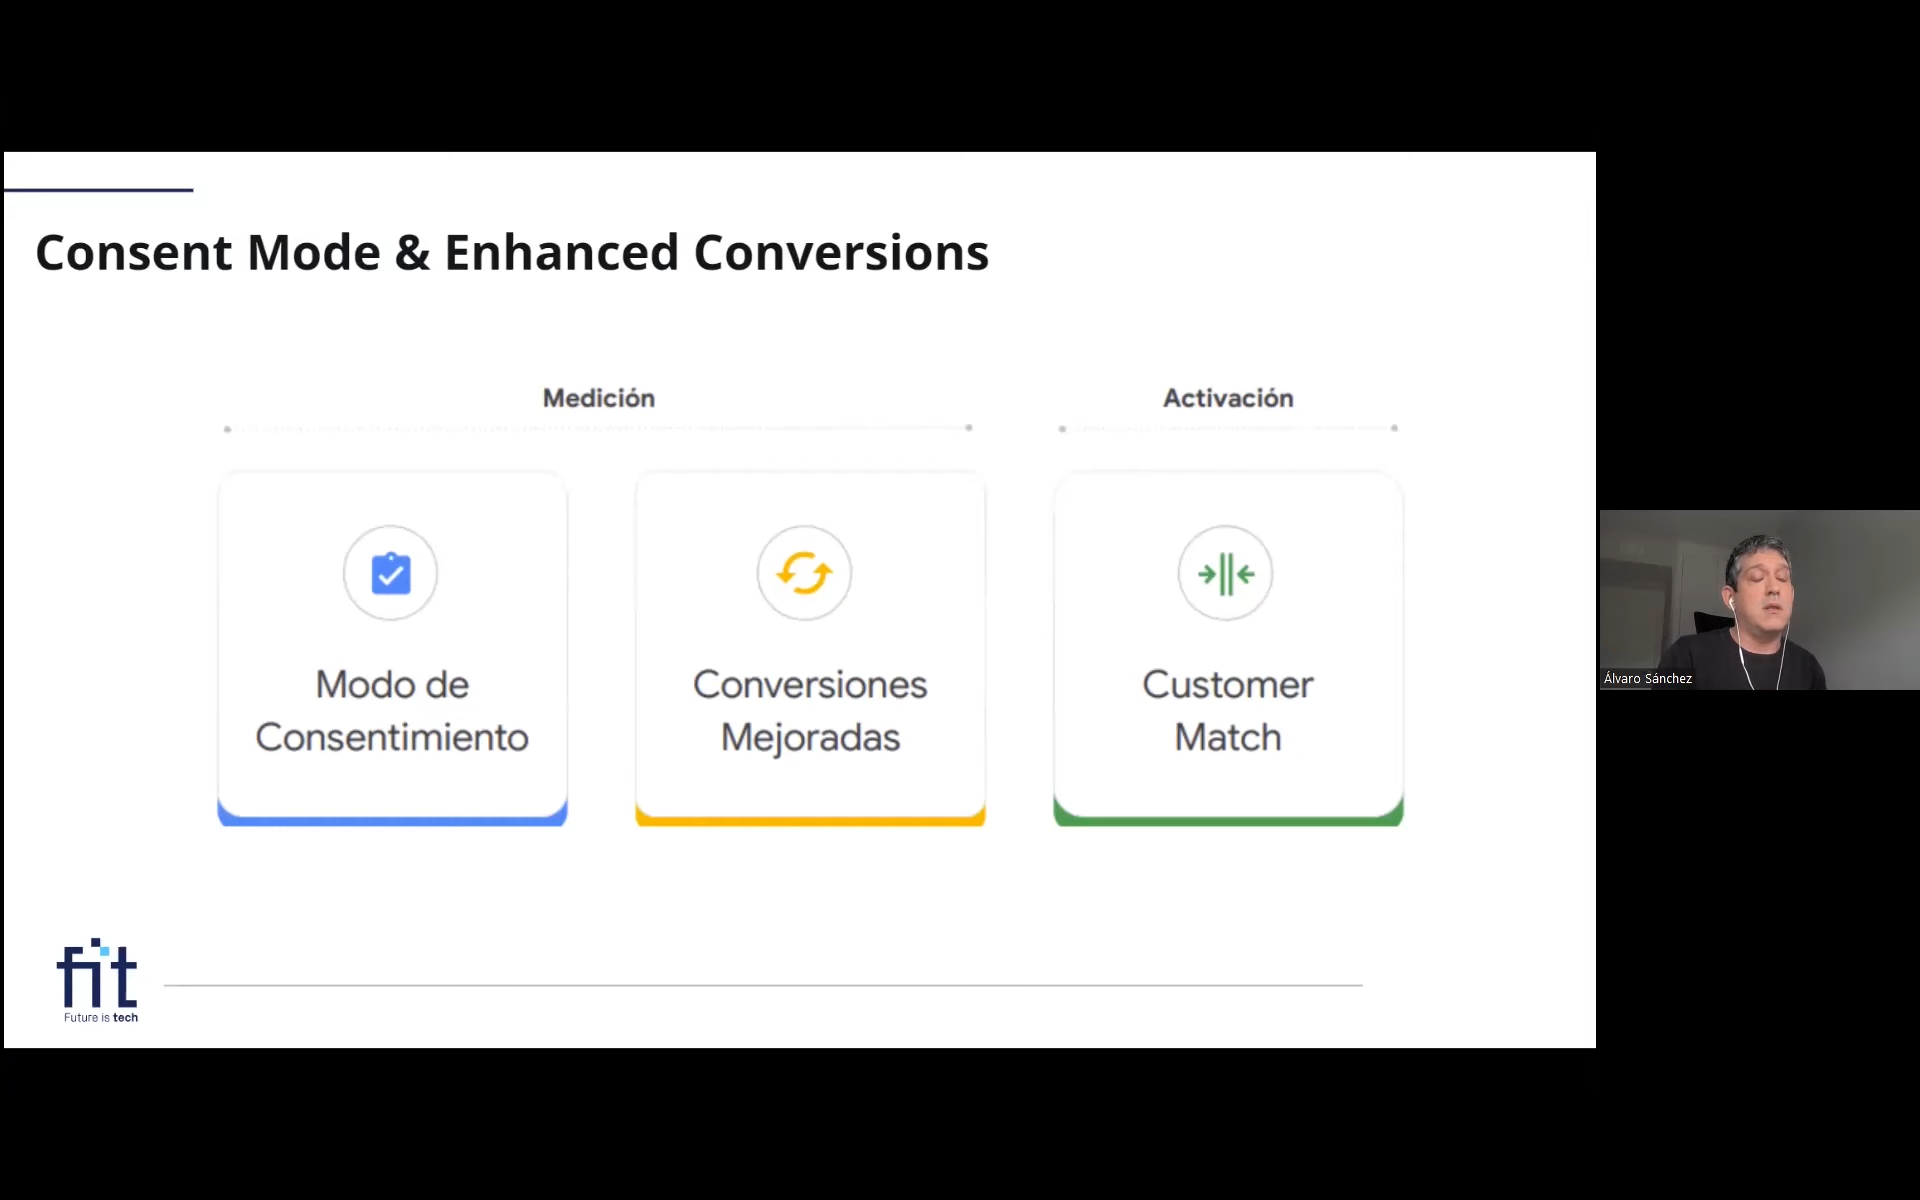 Consent Mode & Enhanced Conversions
Medición
Activación
Modo de
Consentimiento
Conversiones
Mejoradas
Customer
Match
Álvaro Sánchez
fit
Future is tech